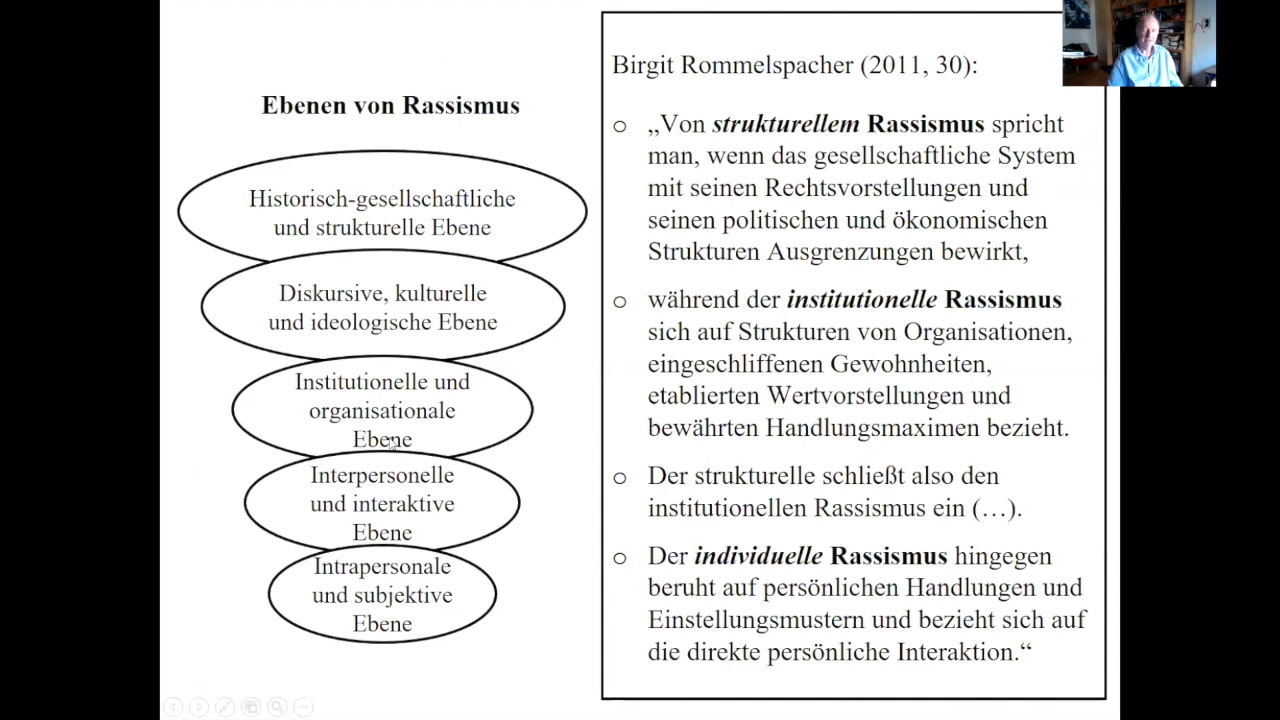 Ebenen von Rassismus
Historisch-gesellschaftliche
und strukturelle Ebene
Diskursive, kulturelle
und ideologische Ebene
Institutionelle und
organisationale
Ebene
Interpersonelle
und interaktive
Ebene
Intrapersonale
und subjektive
Ebene
Birgit Rommelspacher (2011, 30):
o „Von strukturellem Rassismus spricht
man, wenn das gesellschaftliche System
mit seinen Rechtsvorstellungen und
seinen politischen und ökonomischen
Strukturen Ausgrenzungen bewirkt,
o während der institutionelle Rassismus
sich auf Strukturen von Organisationen,
eingeschliffenen Gewohnheiten,
etablierten Wertvorstellungen und
bewährten Handlungsmaximen bezieht.
o Der strukturelle schließt also den
institutionellen Rassismus ein (…).
o Der individuelle Rassismus hingegen
beruht auf persönlichen Handlungen und
Einstellungsmustern und bezieht sich auf
die direkte persönliche Interaktion.“